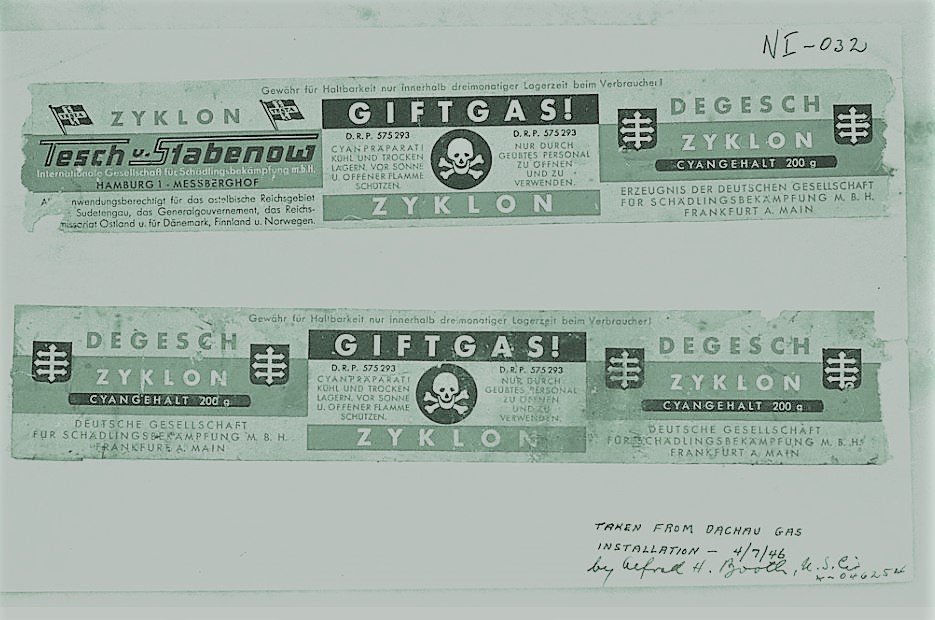 NI-032
Gewähr für Haltbarkeit nur innerhalb dreimonatiger Lagerzeit beim Verbraucher!
ZYKLON
Tesch u. Stabenow
Internationale Gesellschaft für Schädlingsbekämpfung m.b.H.
HAMBURG 1 - MESSBERGHOF
nwendungsberechtigt für das ostelbische Reichsgebiet
Sudetengau, das Generalgouvernement, das Reichs-
missariat Ostland u. für Dänemark, Finnland u. Norwegen.
GIFTGAS!
D.R.P. 575293
CYANPRÄPARAT!
KÜHL UND TROCKEN
LAGERN. VOR SONNE
U. OFFENER FLAMME
SCHÜTZEN.
D.R.P. 575293
NUR DURCH
GEÜBTES PERSONAL
ZU ÖFFNEN
UND ZU
VERWENDEN.
ZYKLON
DEGESCH
ZYKLON
CYANGEHALT 200 g
ERZEUGNIS DER DEUTSCHEN GESELLSCHAFT
FÜR SCHÄDLINGSBEKÄMPFUNG M. B. H.
FRANKFURT A. MAIN
Gewähr für Haltbarkeit nur innerhalb dreimonatiger Lagerzeit beim Verbraucher!
DEGESCH
ZYKLON
CYANGEHALT 200 g
DEUTSCHE GESELLSCHAFT
FÜR SCHÄDLINGSBEKÄMPFUNG M. B. H.
FRANKFURT A. MAIN
GIFTGAS!
D.R.P. 575293
CYANPRÄPARAT!
KÜHL UND TROCKEN
LAGERN. VOR SONNE
U. OFFENER FLAMME
SCHÜTZEN.
D.R.P. 575293
NUR DURCH
GEÜBTES PERSONAL
ZU ÖFFNEN
UND ZU
VERWENDEN.
ZYKLON
DEGESCH
ZYKLON
CYANGEHALT 200 g
DEUTSCHE GESELLSCHAFT
FÜR SCHÄDLINGSBEKÄMPFUNG M. B. H.
FRANKFURT A. MAIN
TAKEN FROM DACHAU GAS
INSTALLATION - 4/7/46
by Alfred H. Booth, U.S. Civ